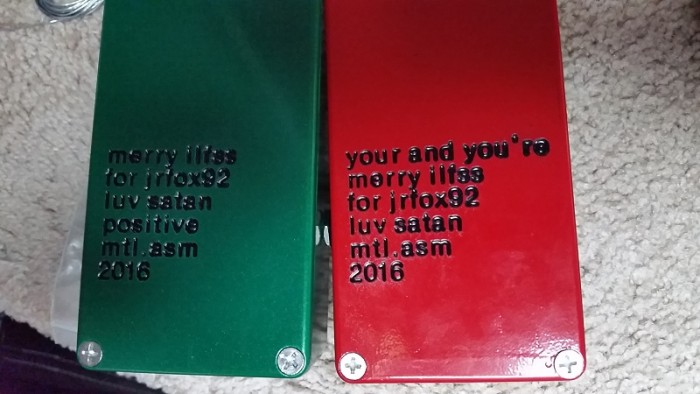 merry ilfss
for jrfox92
luv satan
positive
mtl.asm
2016
your and you're
merry ilfss
for jrfox92
luv satan
mtl.asm
2016